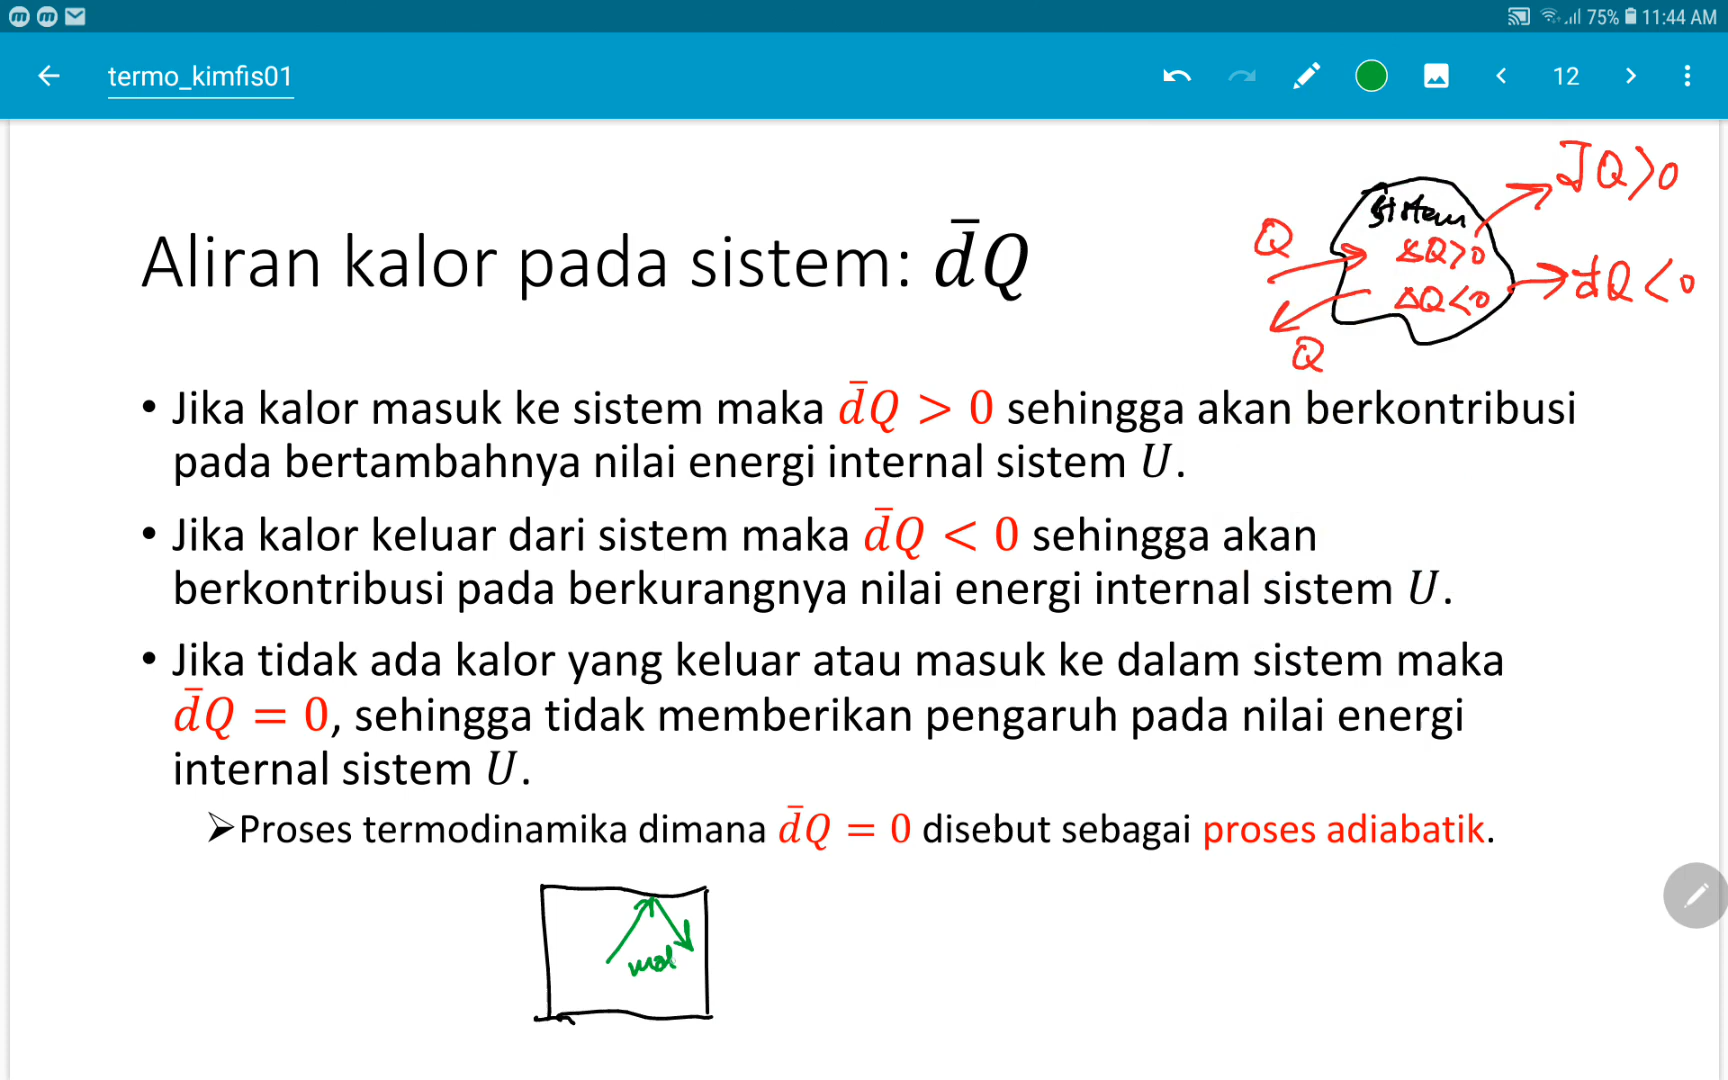 75% 11:44 AM
termo_kimfis01
12
Aliran kalor pada sistem: đQ
sistem
Q
ΔQ>0
đQ>0
ΔQ<0
đQ<0
Q
• Jika kalor masuk ke sistem maka đQ > 0 sehingga akan berkontribusi
pada bertambahnya nilai energi internal sistem U.
• Jika kalor keluar dari sistem maka đQ < 0 sehingga akan
berkontribusi pada berkurangnya nilai energi internal sistem U.
• Jika tidak ada kalor yang keluar atau masuk ke dalam sistem maka
đQ = 0, sehingga tidak memberikan pengaruh pada nilai energi
internal sistem U.
➢Proses termodinamika dimana đQ = 0 disebut sebagai proses adiabatik.
mol